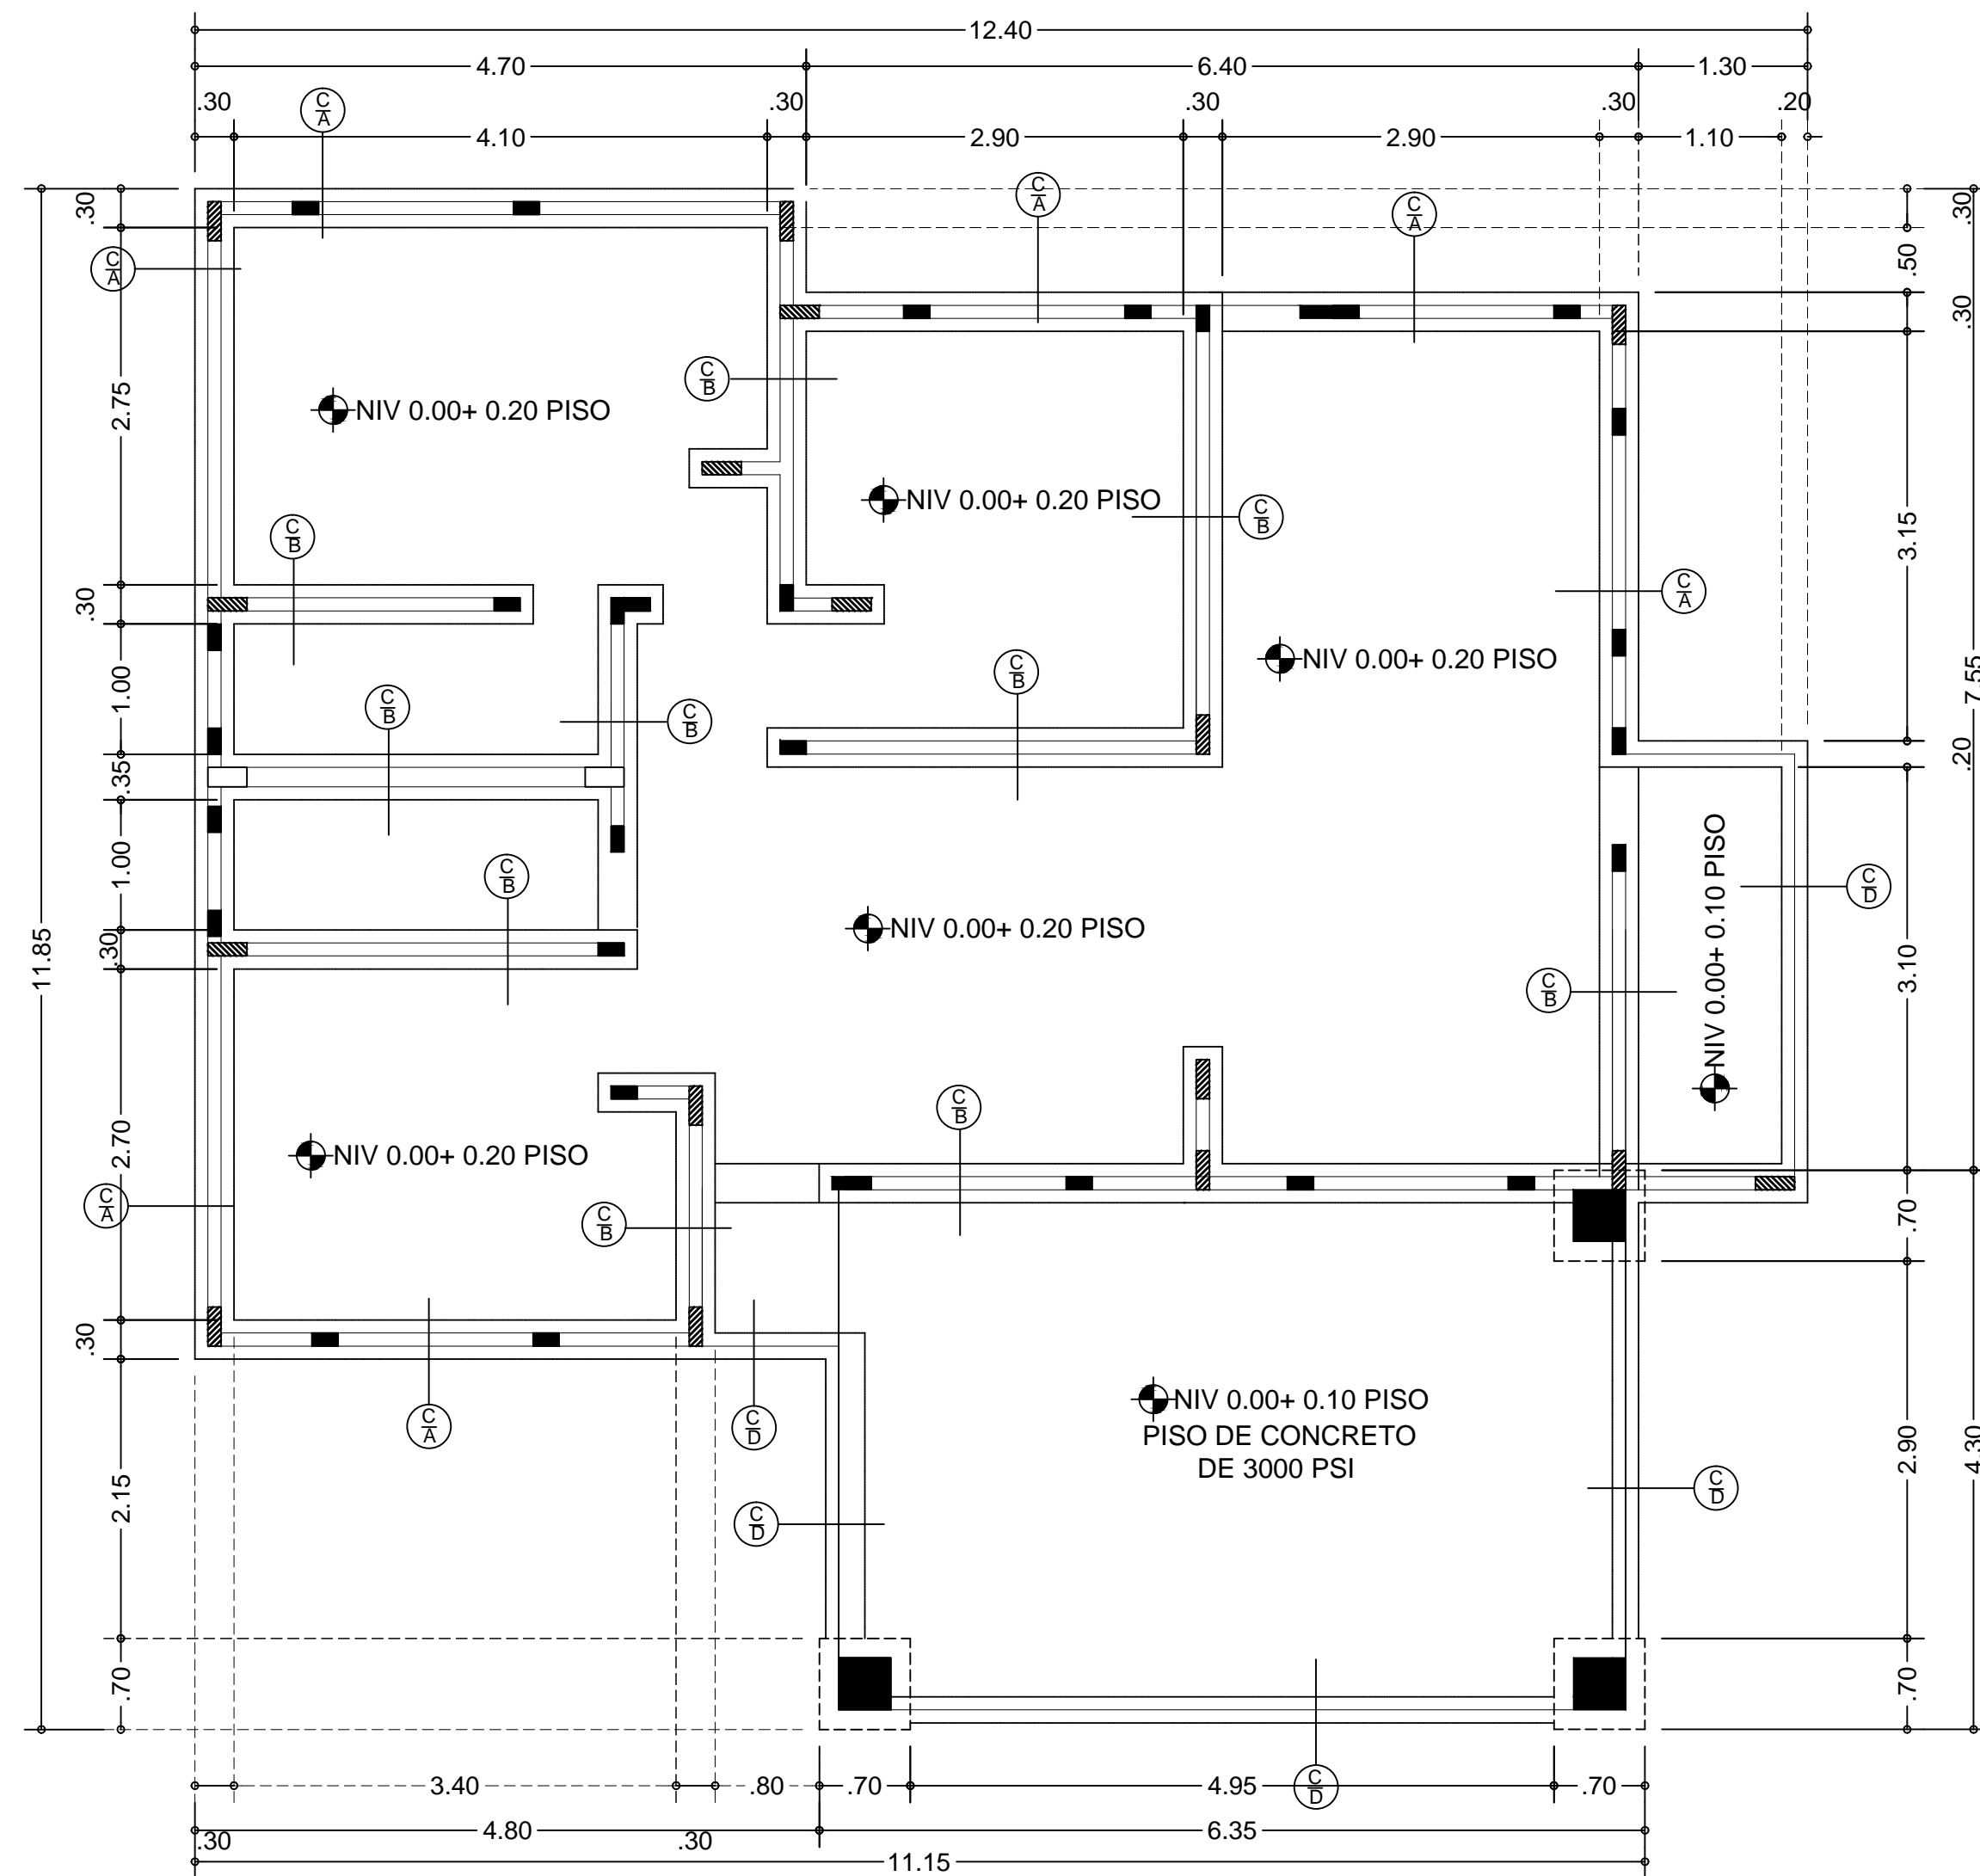 12.40
4.70 6.40 1.30
.30 .30 .30 .30 .20
4.10 2.90 2.90 1.10
C
A
C
A
C
A
C
A
.30
.30
.50
.30
2.75
C
B
NIV 0.00+ 0.20 PISO
NIV 0.00+ 0.20 PISO
C
B
C
B
3.15
.30
C
A
NIV 0.00+ 0.20 PISO
C
B
7.55
1.00
C
B
C
B
.20
.35
1.00
C
B
C
D
NIV 0.00+ 0.10 PISO
NIV 0.00+ 0.20 PISO
11.85
.30
C
B
3.10
C
B
2.70
NIV 0.00+ 0.20 PISO
C
A
C
B
.70
.30
NIV 0.00+ 0.10 PISO
PISO DE CONCRETO
DE 3000 PSI
C
A
C
D
2.90
4.30
C
D
C
D
2.15
.70
.70
3.40 .80 .70 4.95 .70
C
D
4.80 6.35
.30 .30
11.15